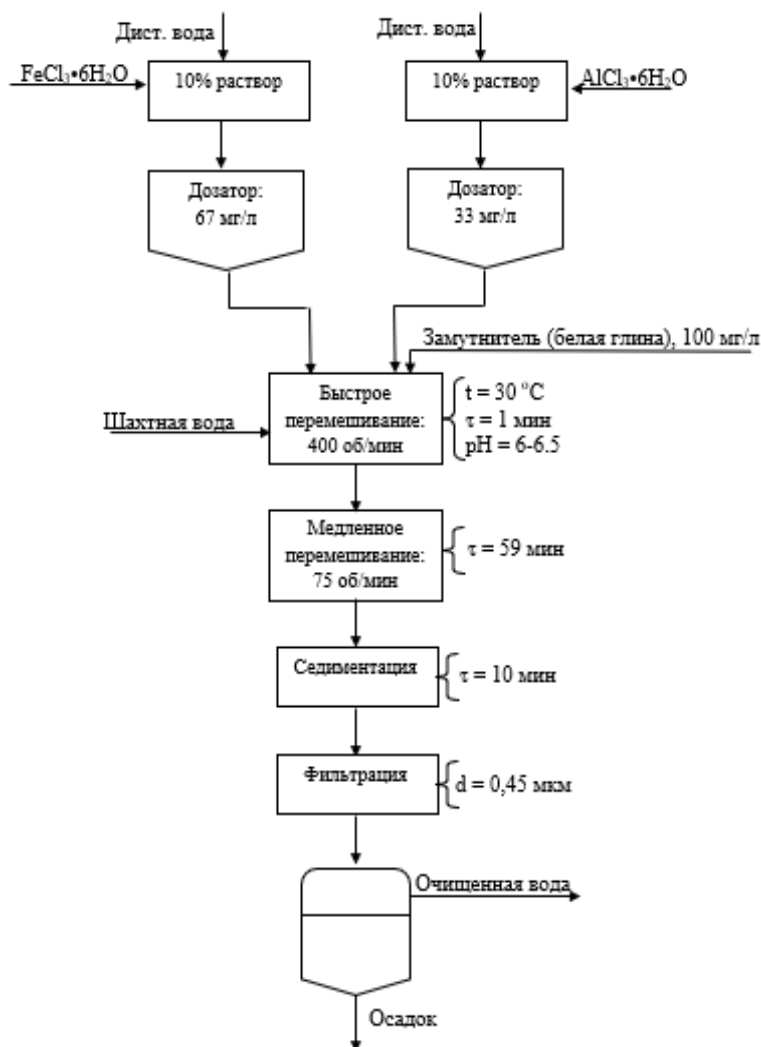 Дист. вода
Дист. вода
FeCl₃•6H₂O
10% раствор
10% раствор
AlCl₃•6H₂O
Дозатор:
67 мг/л
Дозатор:
33 мг/л
Замутнитель (белая глина), 100 мг/л
Шахтная вода
Быстрое
перемешивание:
400 об/мин
t = 30 °C
τ = 1 мин
pH = 6-6.5
Медленное
перемешивание:
75 об/мин
τ = 59 мин
Седиментация
τ = 10 мин
Фильтрация
d = 0,45 мкм
Очищенная вода
Осадок